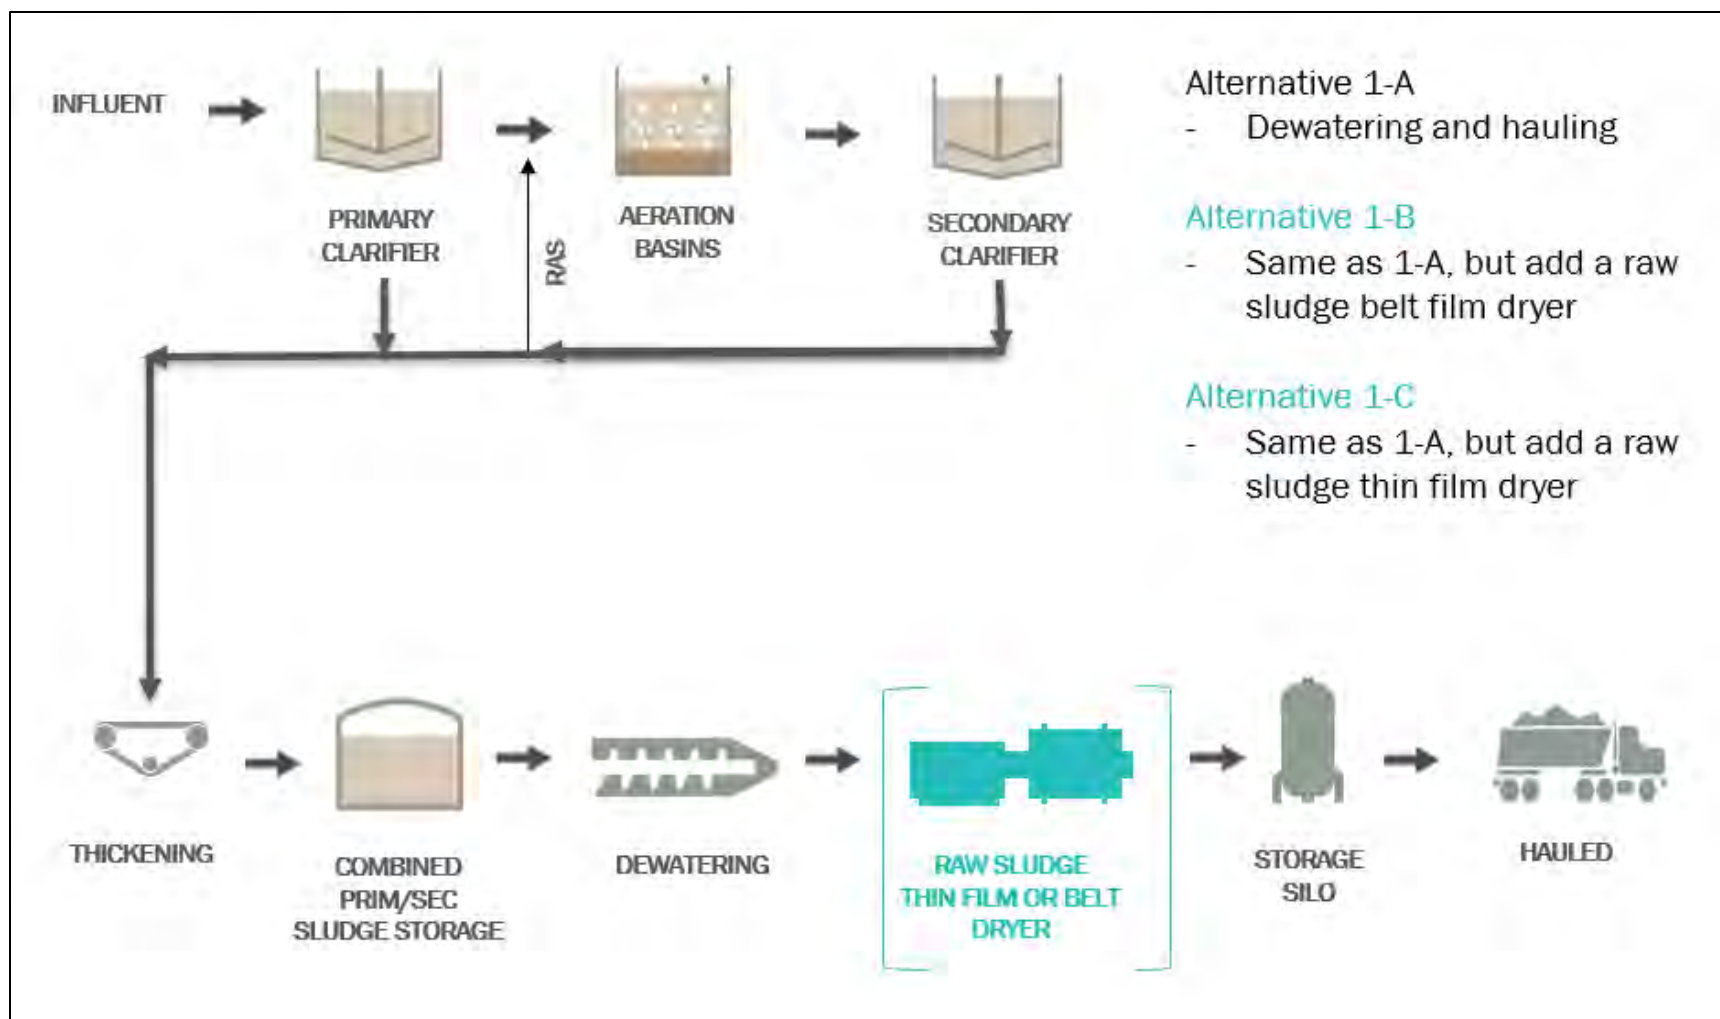 INFLUENT
PRIMARY
CLARIFIER
RAS
AERATION
BASINS
SECONDARY
CLARIFIER
Alternative 1-A
- Dewatering and hauling
Alternative 1-B
- Same as 1-A, but add a raw
sludge belt film dryer
Alternative 1-C
- Same as 1-A, but add a raw
sludge thin film dryer
THICKENING
COMBINED
PRIM/SEC
SLUDGE STORAGE
DEWATERING
RAW SLUDGE
THIN FILM OR BELT
DRYER
STORAGE
SILO
HAULED